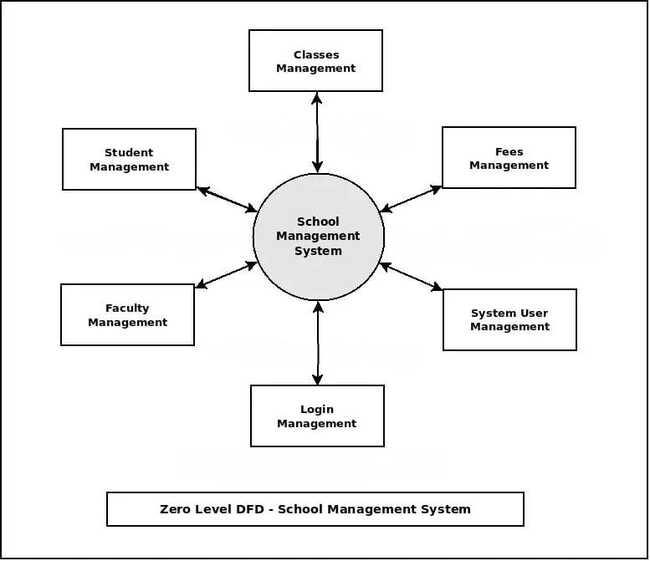 Classes
Management
Student
Management
Fees
Management
School
Management
System
Faculty
Management
System User
Management
Login
Management
Zero Level DFD - School Management System